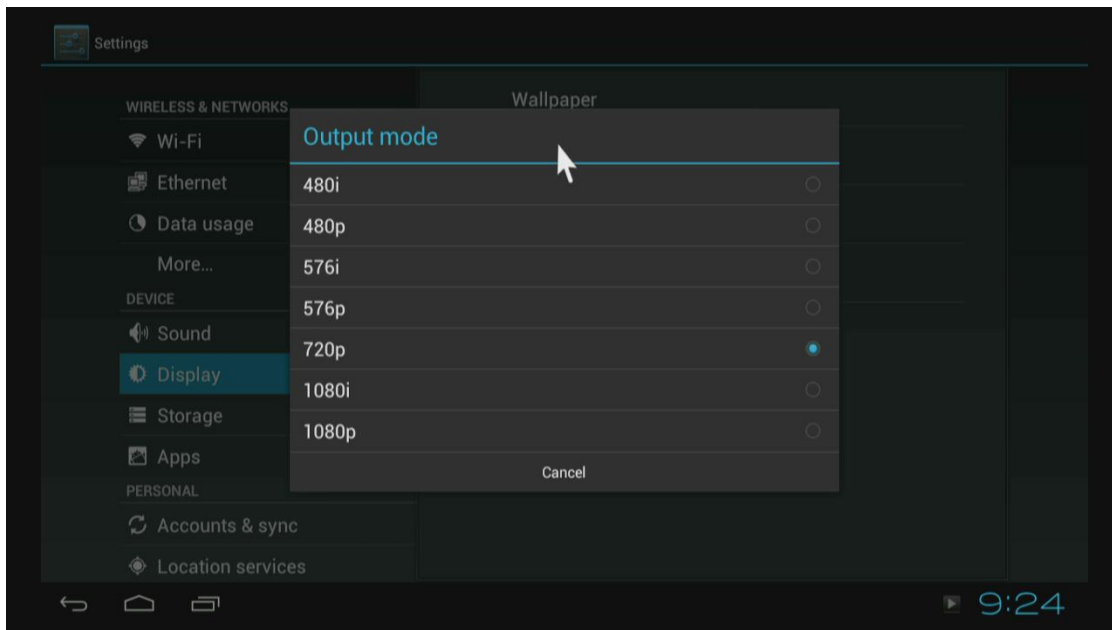 Settings
WIRELESS & NETWORKS
Wi-Fi
Ethernet
Data usage
More...
DEVICE
Sound
Display
Storage
Apps
PERSONAL
Accounts & sync
Location services
Wallpaper
Output mode
480i
480p
576i
576p
720p
1080i
1080p
Cancel
9:24